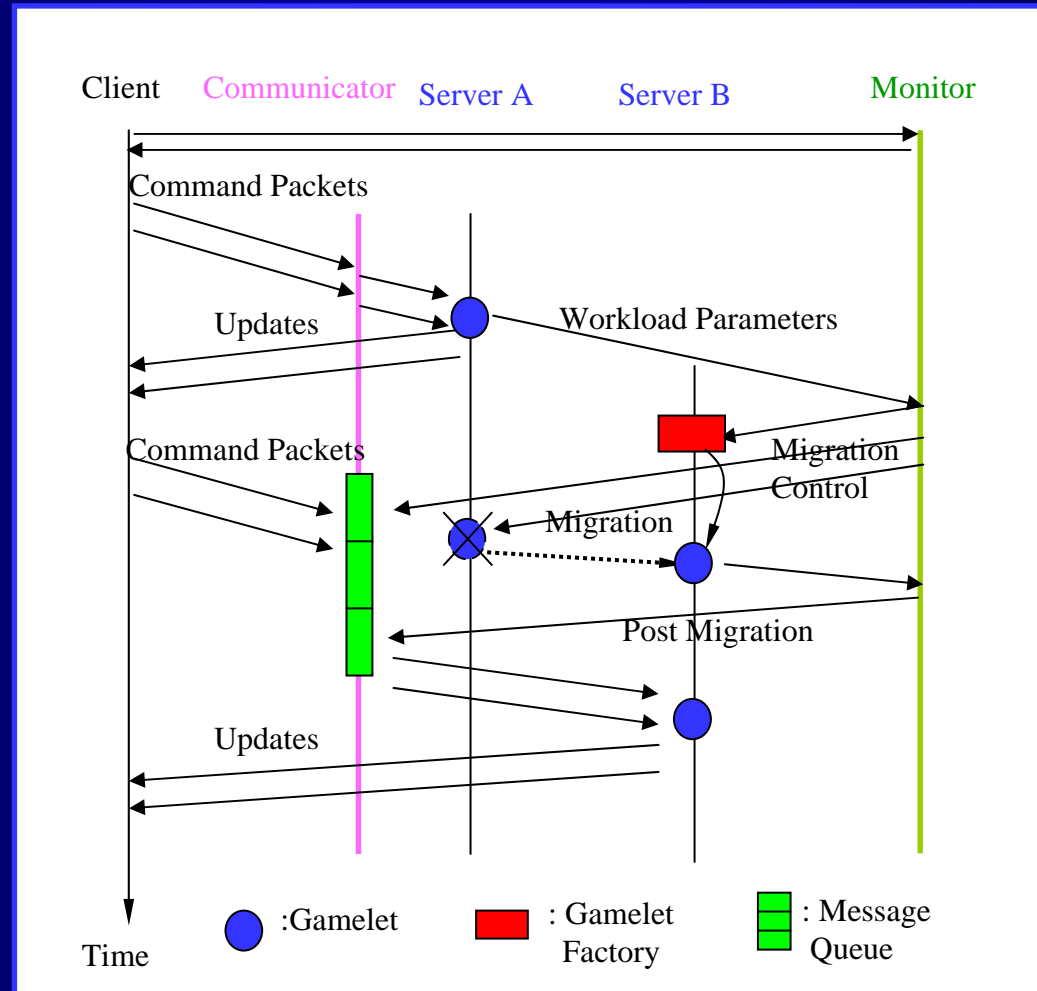 Client
Communicator
Server A
Server B
Monitor
Command Packets
Updates
Workload Parameters
Command Packets
Migration
Control
Migration
Post Migration
Updates
:Gamelet
: Gamelet
Factory
: Message
Queue
Time